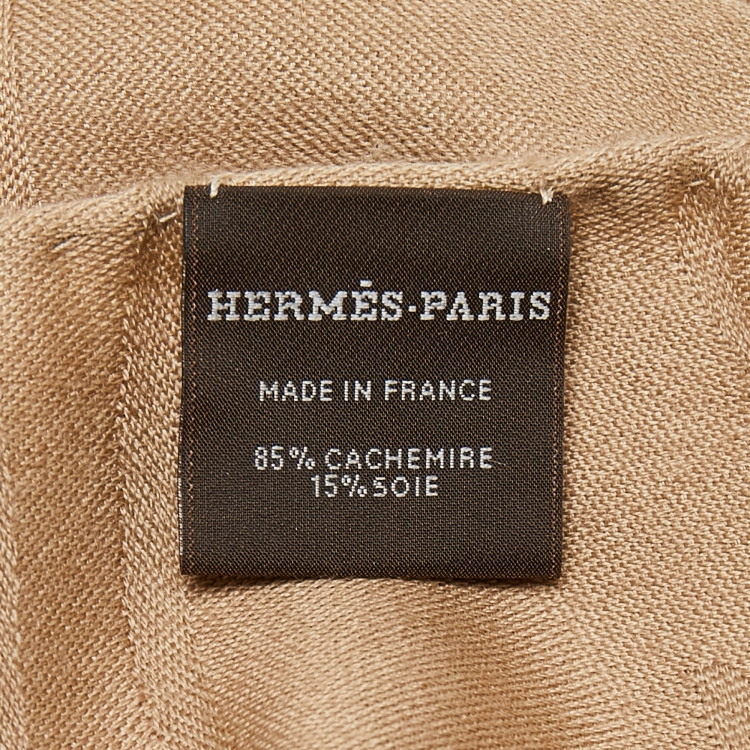 HERMÈS-PARIS
MADE IN FRANCE
85% CACHEMIRE
15% SOIE